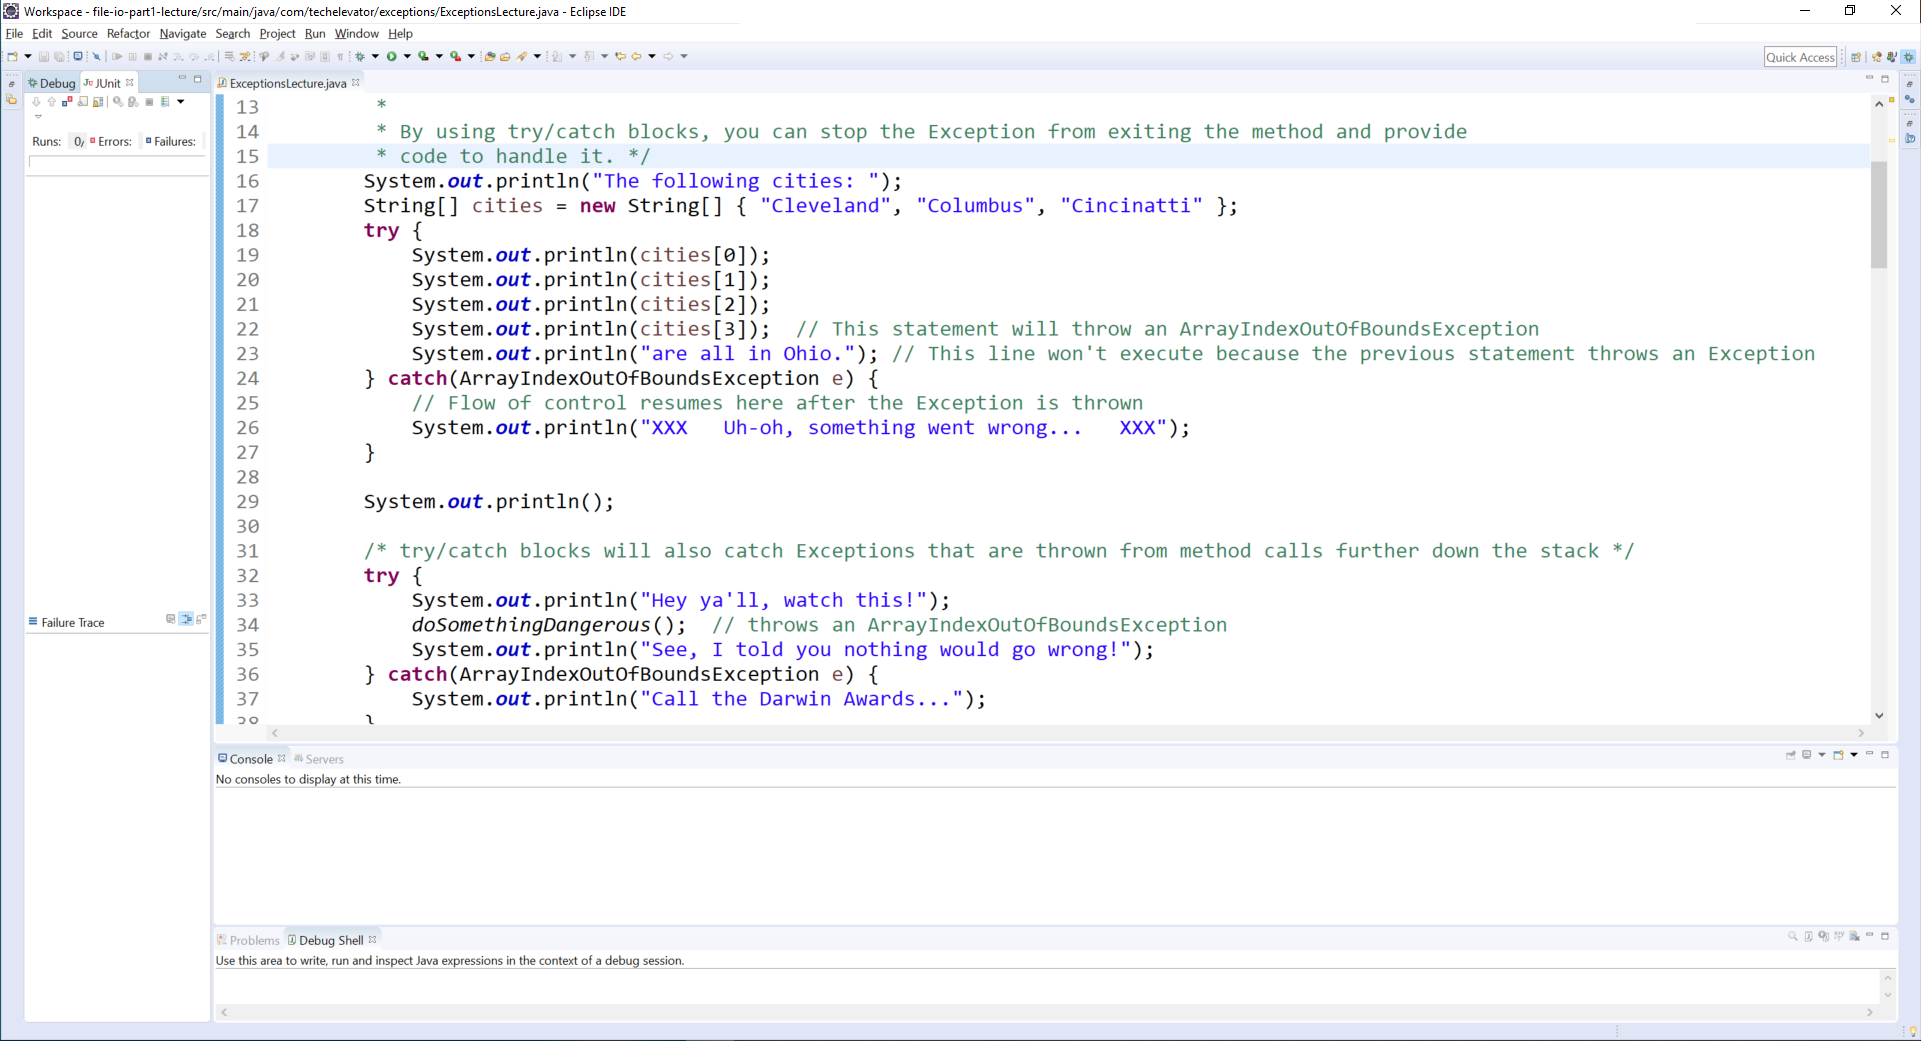 Workspace - file-io-part1-lecture/src/main/java/com/techelevator/exceptions/ExceptionsLecture.java - Eclipse IDE
File Edit Source Refactor Navigate Search Project Run Window Help
Quick Access
Debug JUnit
ExceptionsLecture.java
Runs: 0/ Errors: Failures:
13 *
14 * By using try/catch blocks, you can stop the Exception from exiting the method and provide
15 * code to handle it. */
16 System.out.println("The following cities: ");
17 String[] cities = new String[] { "Cleveland", "Columbus", "Cincinatti" };
18 try {
19 System.out.println(cities[0]);
20 System.out.println(cities[1]);
21 System.out.println(cities[2]);
22 System.out.println(cities[3]); // This statement will throw an ArrayIndexOutOfBoundsException
23 System.out.println("are all in Ohio."); // This line won't execute because the previous statement throws an Exception
24 } catch(ArrayIndexOutOfBoundsException e) {
25 // Flow of control resumes here after the Exception is thrown
26 System.out.println("XXX   Uh-oh, something went wrong...   XXX");
27 }
28
29 System.out.println();
30
31 /* try/catch blocks will also catch Exceptions that are thrown from method calls further down the stack */
32 try {
33 System.out.println("Hey ya'll, watch this!");
34 doSomethingDangerous(); // throws an ArrayIndexOutOfBoundsException
35 System.out.println("See, I told you nothing would go wrong!");
36 } catch(ArrayIndexOutOfBoundsException e) {
37 System.out.println("Call the Darwin Awards...");
38 }
Failure Trace
Console Servers
No consoles to display at this time.
Problems Debug Shell
Use this area to write, run and inspect Java expressions in the context of a debug session.